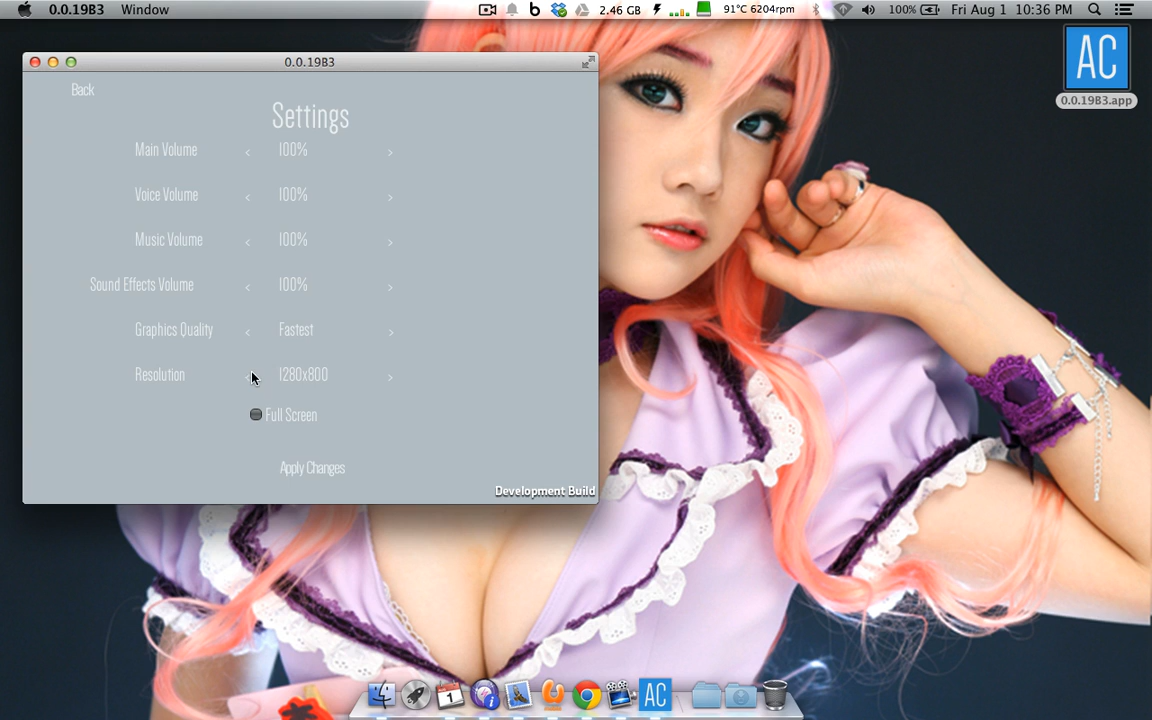 0.0.19B3 Window 2.46 GB 91°C 6204rpm 100% Fri Aug 1 10:36 PM
0.0.19B3
AC
0.0.19B3.app
Back
Settings
Main Volume < 100% >
Voice Volume < 100% >
Music Volume < 100% >
Sound Effects Volume < 100% >
Graphics Quality < Fastest >
Resolution < 1280x800 >
Full Screen
Apply Changes
Development Build
1
AC